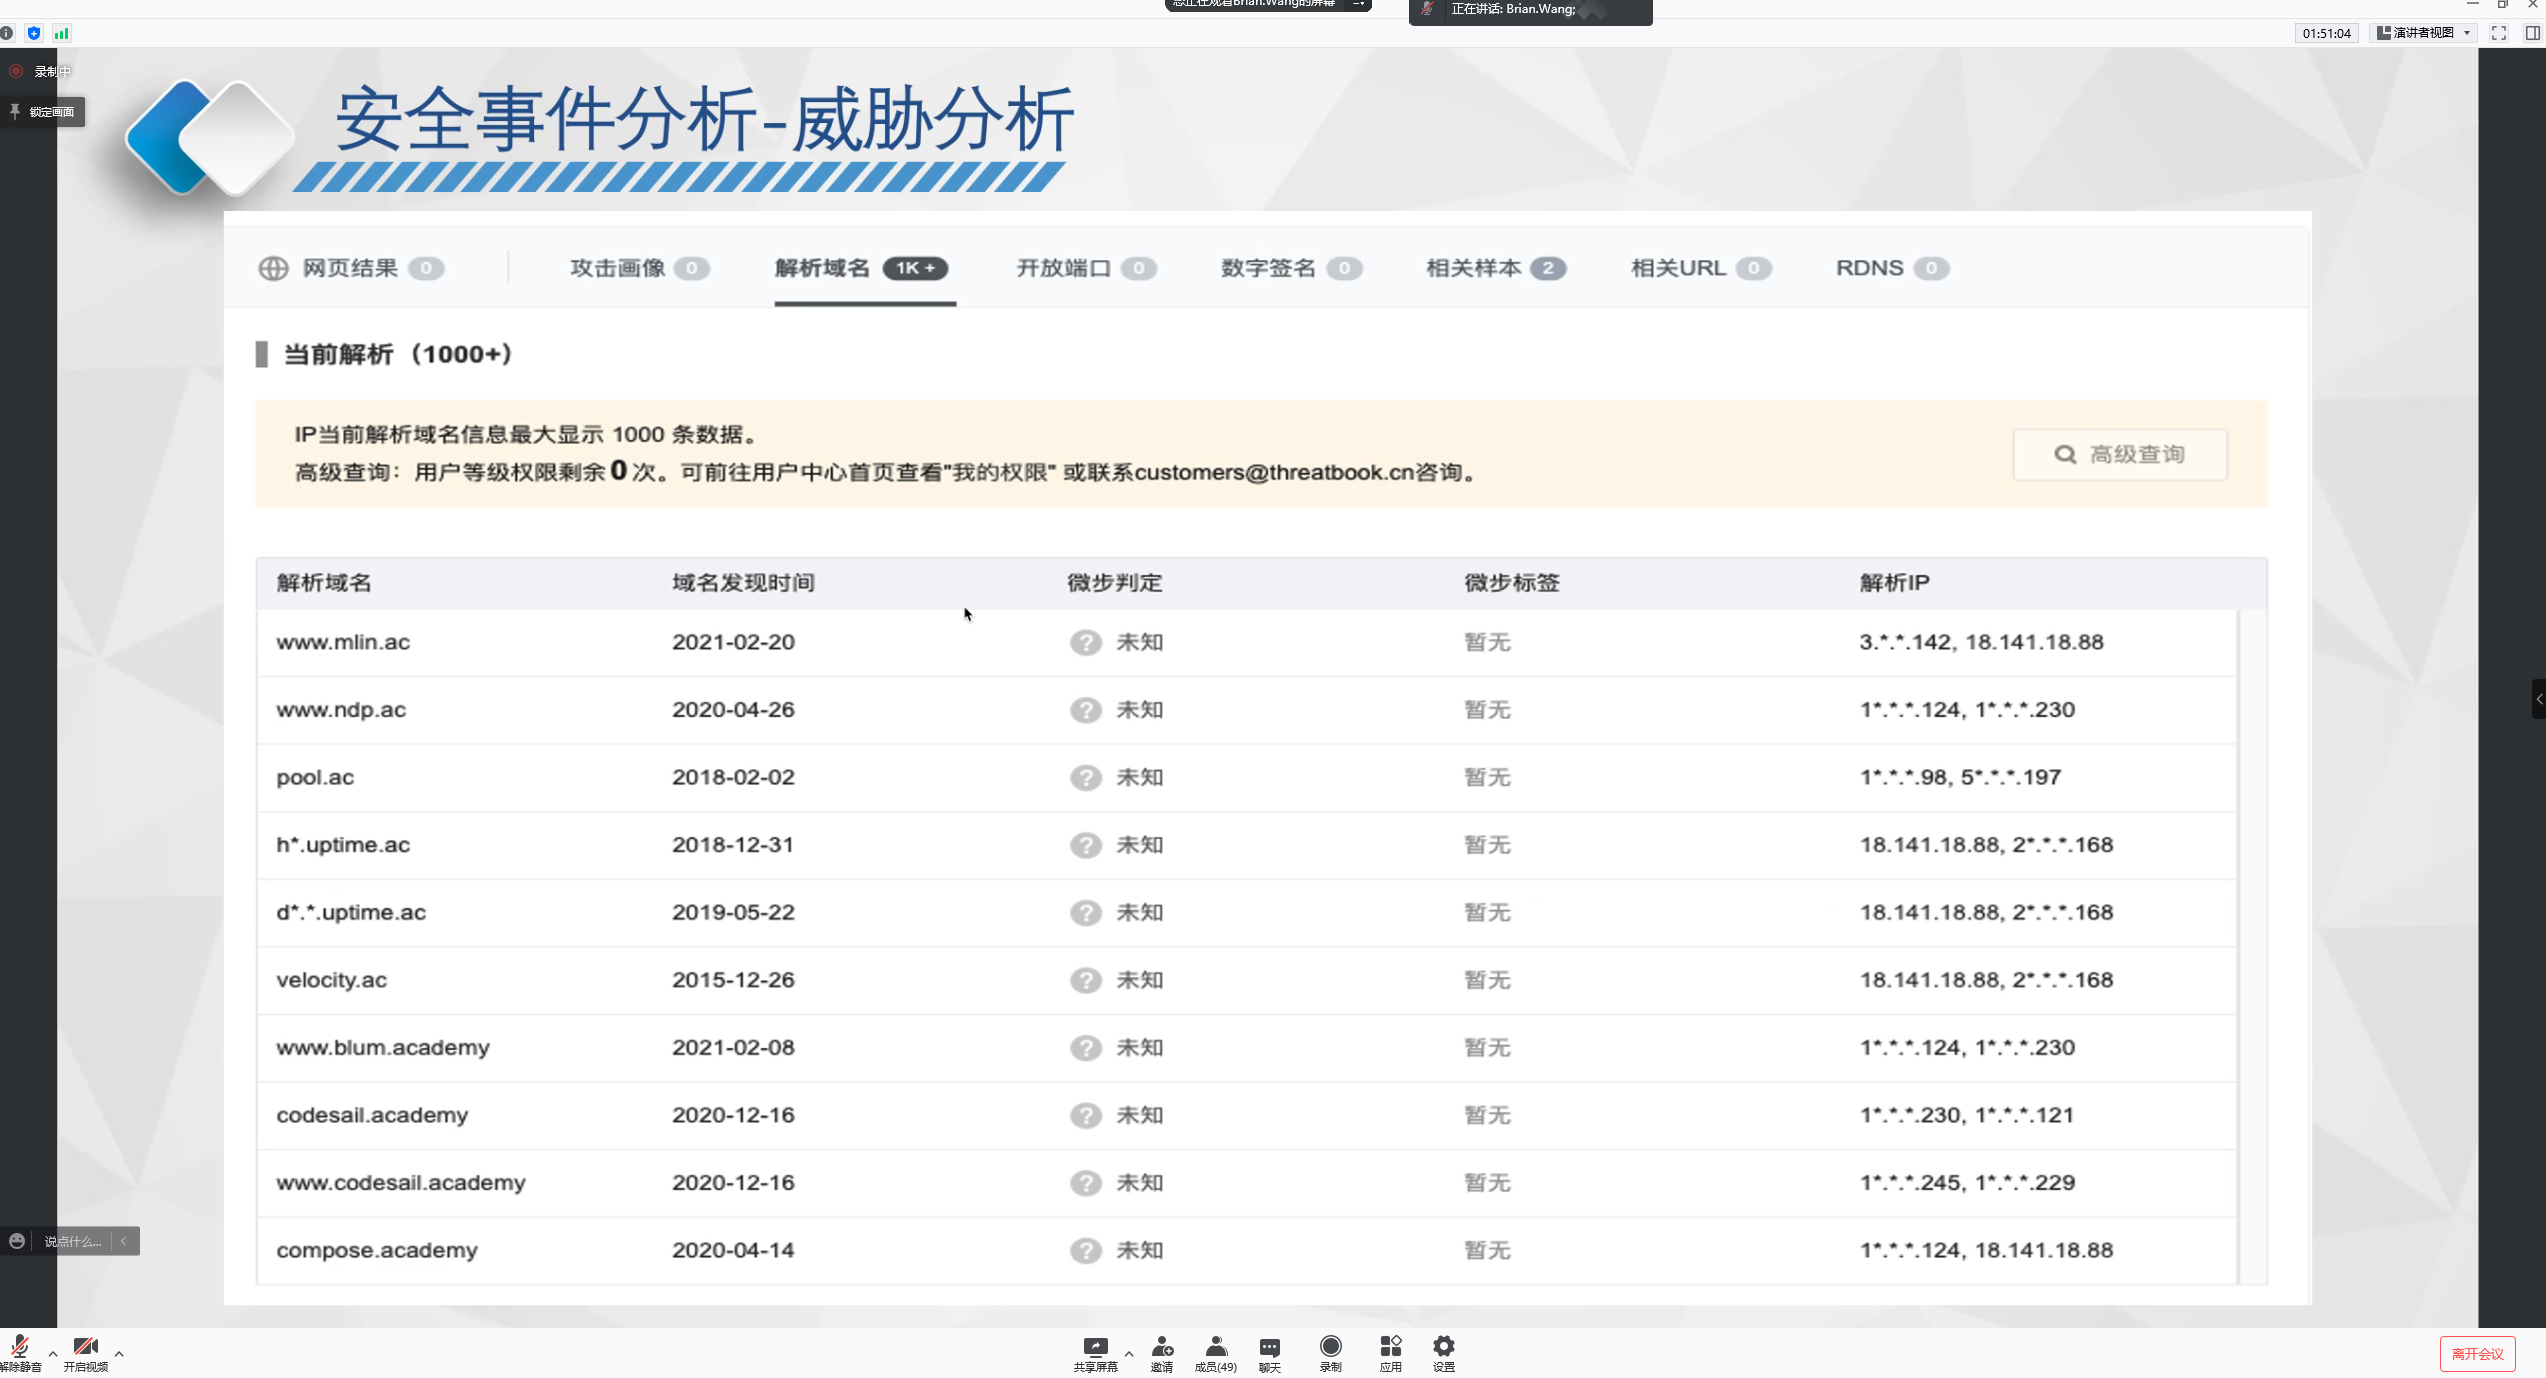 您正在观看Brian.Wang的屏幕
正在讲话: Brian.Wang;
01:51:04
演讲者视图
录制中
锁定画面
安全事件分析-威胁分析
网页结果 0 攻击画像 0 解析域名 1K + 开放端口 0 数字签名 0 相关样本 2 相关URL 0 RDNS 0
当前解析（1000+）
IP当前解析域名信息最大显示 1000 条数据。
高级查询：用户等级权限剩余 0 次。可前往用户中心首页查看"我的权限" 或联系customers@threatbook.cn咨询。
高级查询
解析域名 域名发现时间 微步判定 微步标签 解析IP
www.mlin.ac 2021-02-20 ? 未知 暂无 3.*.*.142, 18.141.18.88
www.ndp.ac 2020-04-26 ? 未知 暂无 1*.*.*.124, 1*.*.*.230
pool.ac 2018-02-02 ? 未知 暂无 1*.*.*.98, 5*.*.*.197
h*.uptime.ac 2018-12-31 ? 未知 暂无 18.141.18.88, 2*.*.*.168
d*.*.uptime.ac 2019-05-22 ? 未知 暂无 18.141.18.88, 2*.*.*.168
velocity.ac 2015-12-26 ? 未知 暂无 18.141.18.88, 2*.*.*.168
www.blum.academy 2021-02-08 ? 未知 暂无 1*.*.*.124, 1*.*.*.230
codesail.academy 2020-12-16 ? 未知 暂无 1*.*.*.230, 1*.*.*.121
www.codesail.academy 2020-12-16 ? 未知 暂无 1*.*.*.245, 1*.*.*.229
compose.academy 2020-04-14 ? 未知 暂无 1*.*.*.124, 18.141.18.88
说点什么...
解除静音 开启视频 共享屏幕 邀请 成员(49) 聊天 录制 应用 设置 离开会议